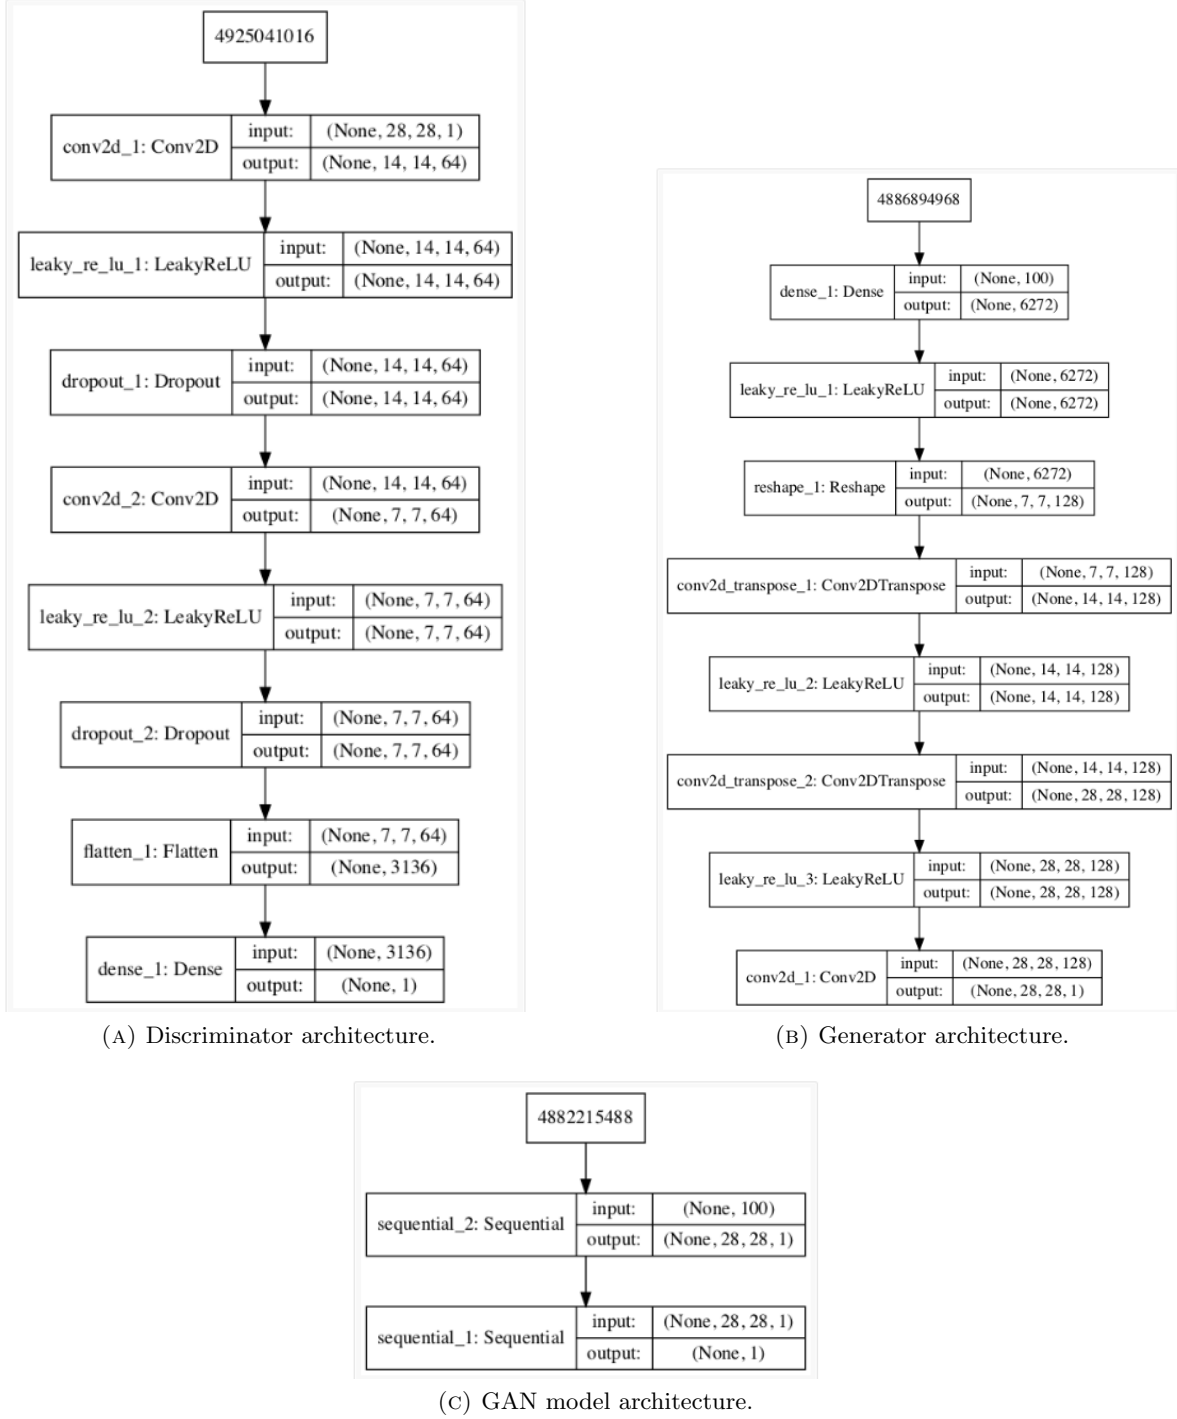 4925041016
conv2d_1: Conv2D
input: (None, 28, 28, 1)
output: (None, 14, 14, 64)
leaky_re_lu_1: LeakyReLU
input: (None, 14, 14, 64)
output: (None, 14, 14, 64)
dropout_1: Dropout
input: (None, 14, 14, 64)
output: (None, 14, 14, 64)
conv2d_2: Conv2D
input: (None, 14, 14, 64)
output: (None, 7, 7, 64)
leaky_re_lu_2: LeakyReLU
input: (None, 7, 7, 64)
output: (None, 7, 7, 64)
dropout_2: Dropout
input: (None, 7, 7, 64)
output: (None, 7, 7, 64)
flatten_1: Flatten
input: (None, 7, 7, 64)
output: (None, 3136)
dense_1: Dense
input: (None, 3136)
output: (None, 1)
(A) Discriminator architecture.
4886894968
dense_1: Dense
input: (None, 100)
output: (None, 6272)
leaky_re_lu_1: LeakyReLU
input: (None, 6272)
output: (None, 6272)
reshape_1: Reshape
input: (None, 6272)
output: (None, 7, 7, 128)
conv2d_transpose_1: Conv2DTranspose
input: (None, 7, 7, 128)
output: (None, 14, 14, 128)
leaky_re_lu_2: LeakyReLU
input: (None, 14, 14, 128)
output: (None, 14, 14, 128)
conv2d_transpose_2: Conv2DTranspose
input: (None, 14, 14, 128)
output: (None, 28, 28, 128)
leaky_re_lu_3: LeakyReLU
input: (None, 28, 28, 128)
output: (None, 28, 28, 128)
conv2d_1: Conv2D
input: (None, 28, 28, 128)
output: (None, 28, 28, 1)
(B) Generator architecture.
4882215488
sequential_2: Sequential
input: (None, 100)
output: (None, 28, 28, 1)
sequential_1: Sequential
input: (None, 28, 28, 1)
output: (None, 1)
(C) GAN model architecture.